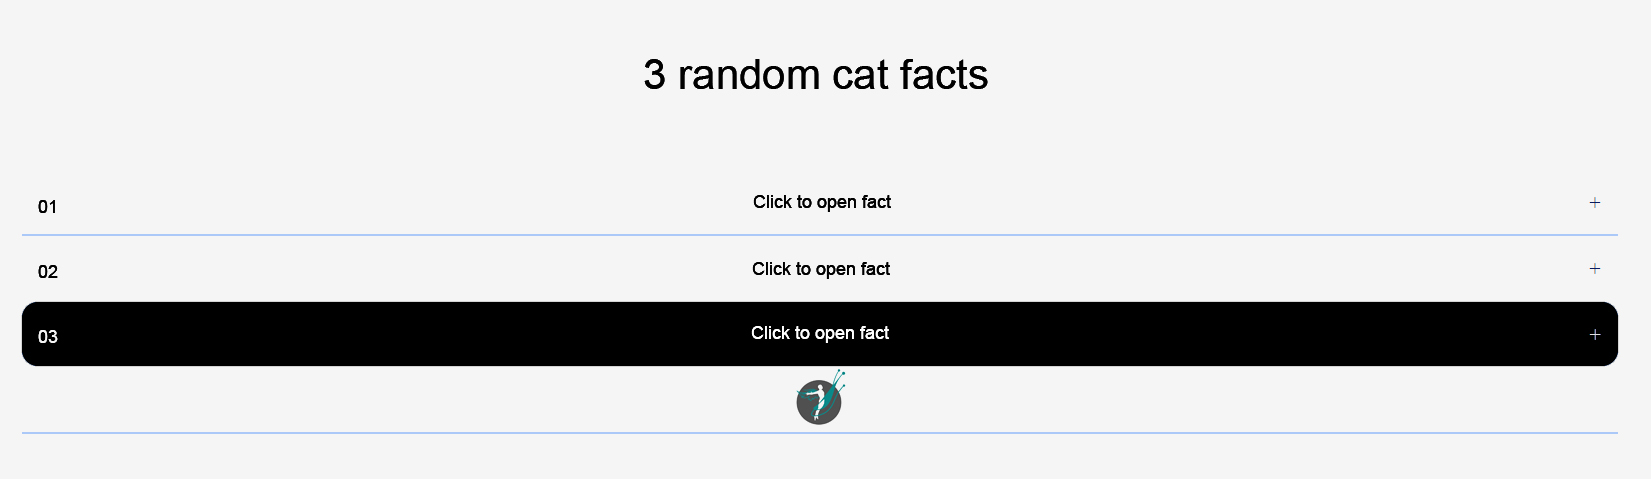 3 random cat facts
01 Click to open fact +
02 Click to open fact +
03 Click to open fact +